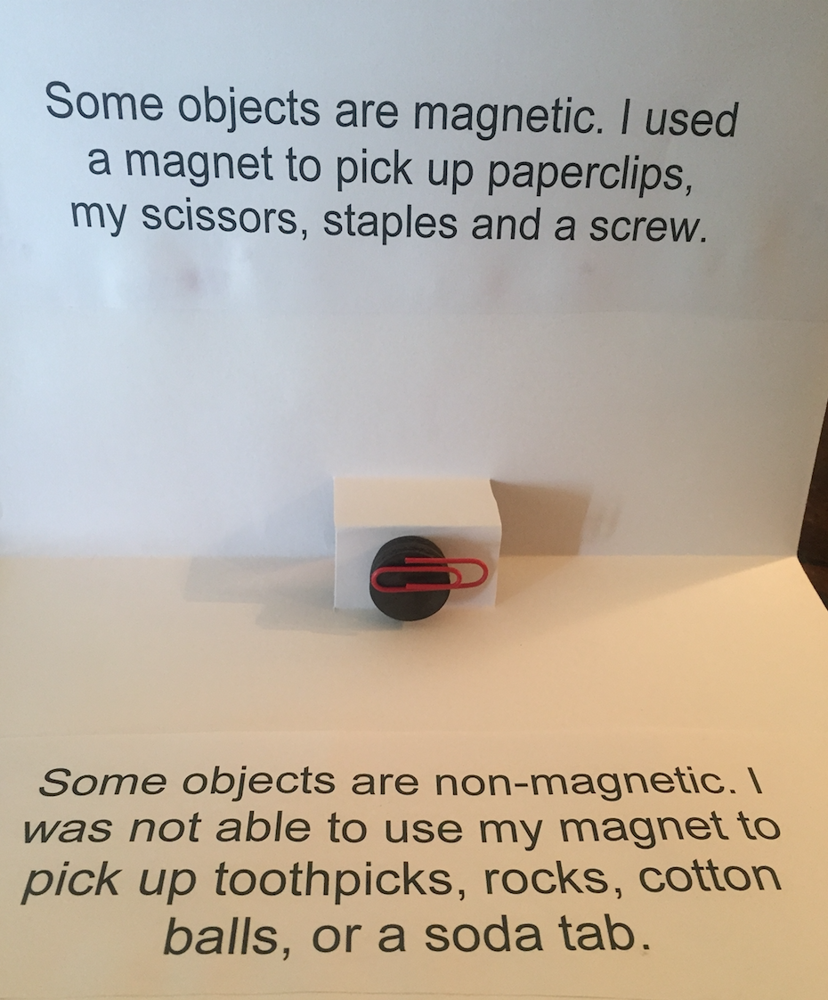 Some objects are magnetic. I used
a magnet to pick up paperclips,
my scissors, staples and a screw.
Some objects are non-magnetic. I
was not able to use my magnet to
pick up toothpicks, rocks, cotton
balls, or a soda tab.